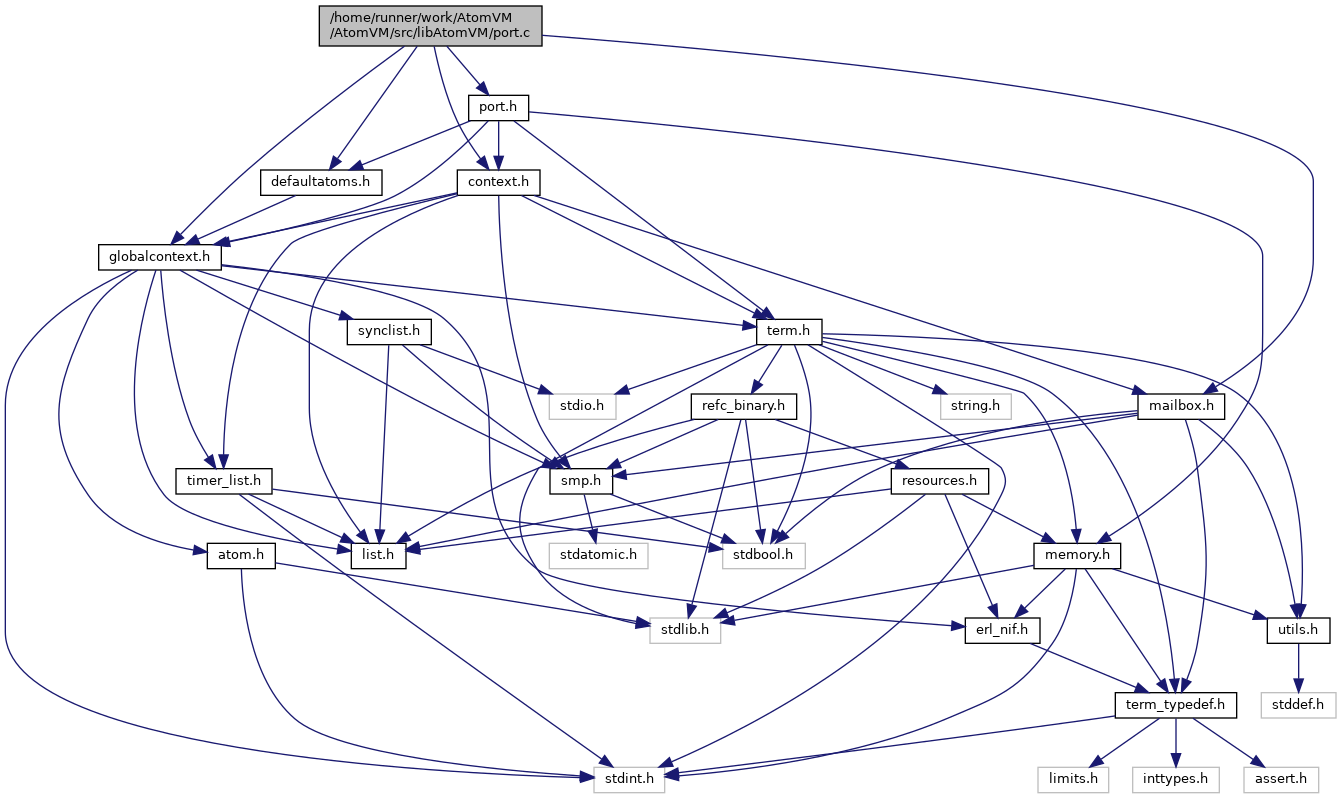 /home/runner/work/AtomVM
/AtomVM/src/libAtomVM/port.c
port.h
defaultatoms.h
context.h
globalcontext.h
synclist.h
term.h
stdio.h
refc_binary.h
string.h
mailbox.h
timer_list.h
smp.h
resources.h
atom.h
list.h
stdatomic.h
stdbool.h
memory.h
stdlib.h
erl_nif.h
utils.h
term_typedef.h
stddef.h
stdint.h
limits.h
inttypes.h
assert.h